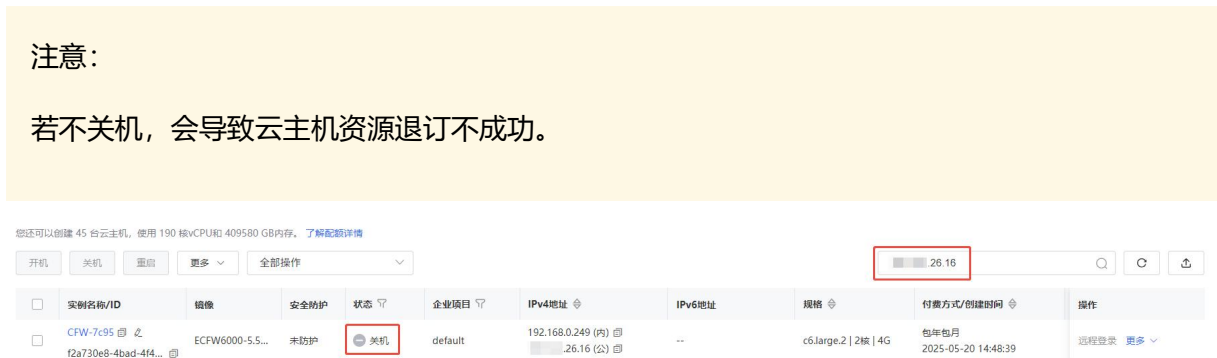 注意：
若不关机，会导致云主机资源退订不成功。
您还可以创建 45 台云主机，使用 190 核vCPU和 409580 GB内存。 了解配额详情
开机 关机 重启 更多 全部操作 .26.16
实例名称/ID 镜像 安全防护 状态 企业项目 IPv4地址 IPv6地址 规格 付费方式/创建时间 操作
CFW-7c95 ECFW6000-5.5... 未防护 关机 default 192.168.0.249 (内) -- c6.large.2 | 2核 | 4G 包年包月 远程登录 更多
f2a730e8-4bad-4f4... .26.16 (公) 2025-05-20 14:48:39